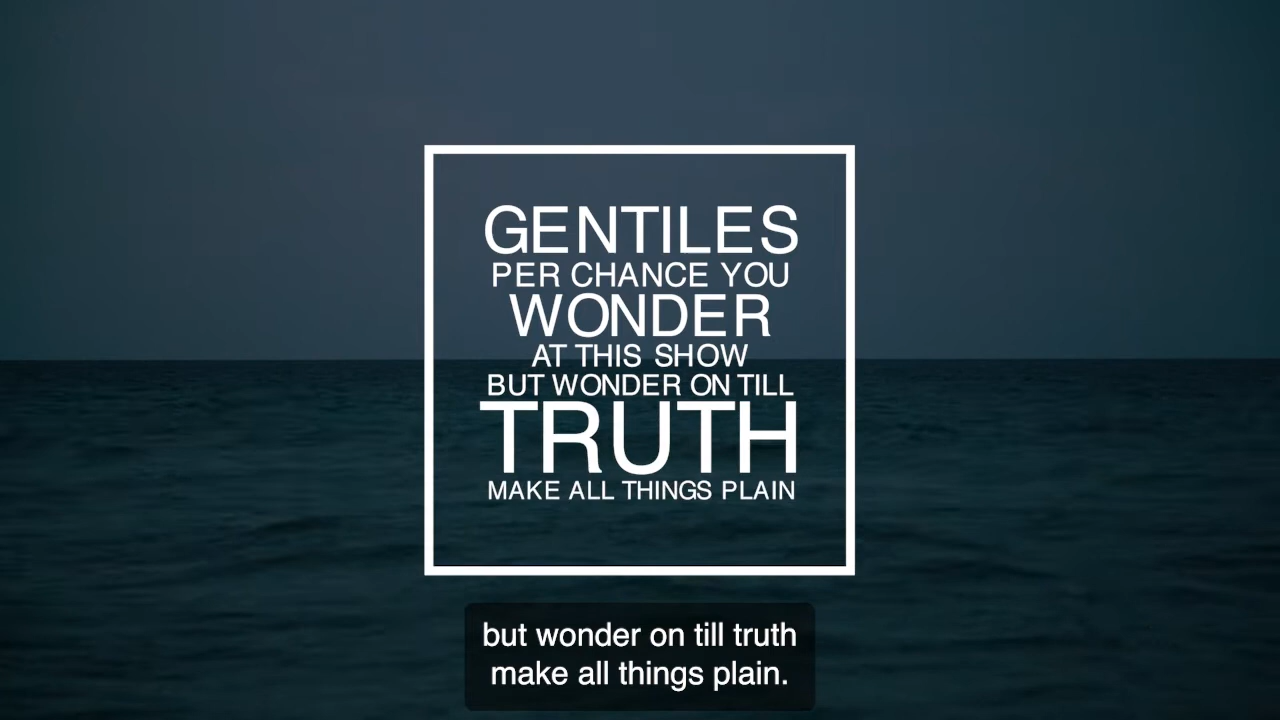 GENTILES
PER CHANCE YOU
WONDER
AT THIS SHOW
BUT WONDER ON TILL
TRUTH
MAKE ALL THINGS PLAIN
but wonder on till truth
make all things plain.